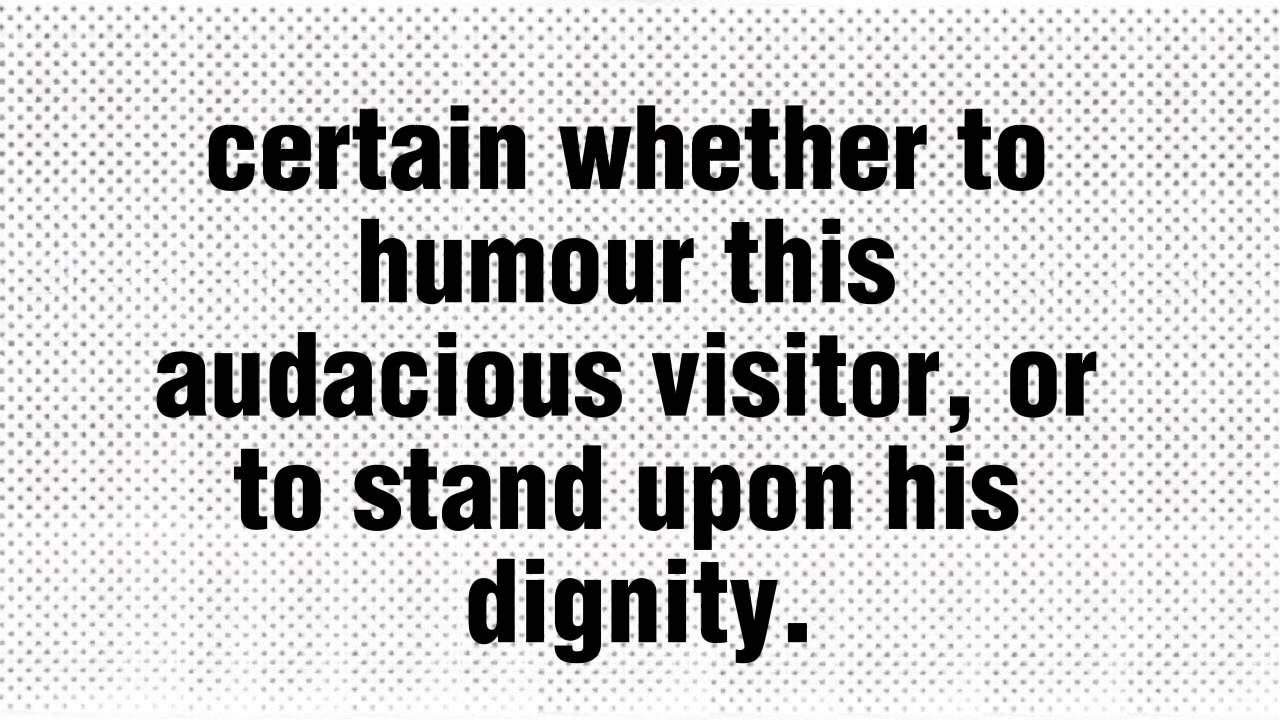 certain whether to
humour this
audacious visitor, or
to stand upon his
dignity.